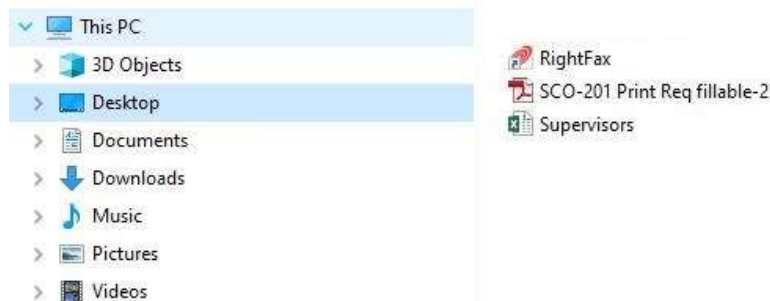 This PC
3D Objects
Desktop
Documents
Downloads
Music
Pictures
Videos
RightFax
SCO-201 Print Req fillable-2
Supervisors